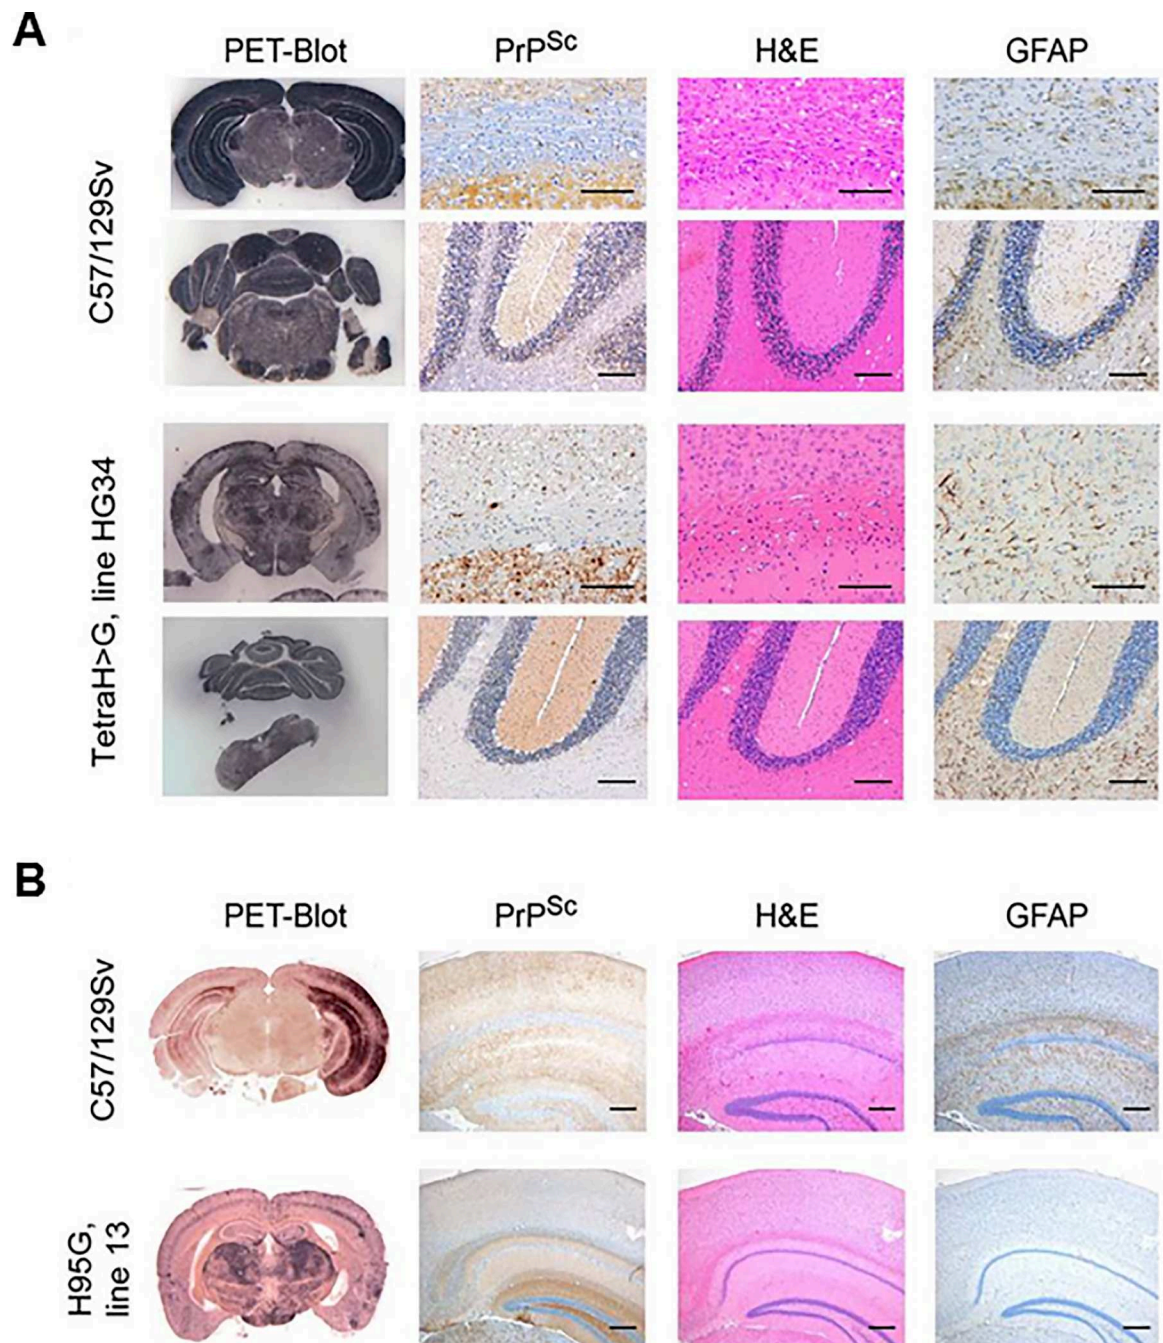 A
PET-Blot PrPSc H&E GFAP
C57/129Sv
TetraH>G, line HG34
B
PET-Blot PrPSc H&E GFAP
C57/129Sv
H95G,
line 13